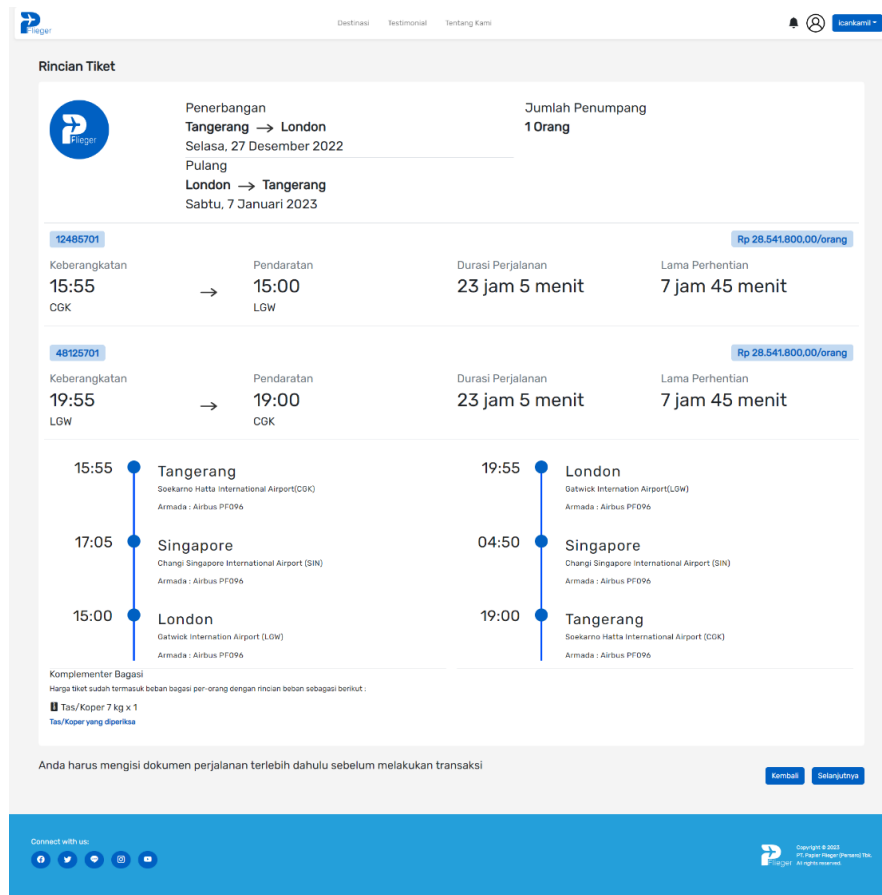 Flieger
Destinasi Testimonial Tentang Kami
icankamil
Rincian Tiket
Flieger
Penerbangan
Tangerang → London
Selasa, 27 Desember 2022
Pulang
London → Tangerang
Sabtu, 7 Januari 2023
Jumlah Penumpang
1 Orang
12485701
Rp 28.541.800,00/orang
Keberangkatan Pendaratan Durasi Perjalanan Lama Perhentian
15:55 → 15:00 23 jam 5 menit 7 jam 45 menit
CGK LGW
48125701
Rp 28.541.800,00/orang
Keberangkatan Pendaratan Durasi Perjalanan Lama Perhentian
19:55 → 19:00 23 jam 5 menit 7 jam 45 menit
LGW CGK
15:55 Tangerang
Soekarno Hatta International Airport(CGK)
Armada : Airbus PF096
17:05 Singapore
Changi Singapore International Airport (SIN)
Armada : Airbus PF096
15:00 London
Gatwick Internation Airport (LGW)
Armada : Airbus PF096
19:55 London
Gatwick Internation Airport(LGW)
Armada : Airbus PF096
04:50 Singapore
Changi Singapore International Airport (SIN)
Armada : Airbus PF096
19:00 Tangerang
Soekarno Hatta International Airport (CGK)
Armada : Airbus PF096
Komplementer Bagasi
Harga tiket sudah termasuk beban bagasi per-orang dengan rincian beban sebagasi berikut :
Tas/Koper 7 kg x 1
Tas/Koper yang diperiksa
Anda harus mengisi dokumen perjalanan terlebih dahulu sebelum melakukan transaksi
Kembali Selanjutnya
Connect with us:
Flieger
Copyright © 2023
PT. Papier Flieger (Persero) Tbk.
All rights reserved.